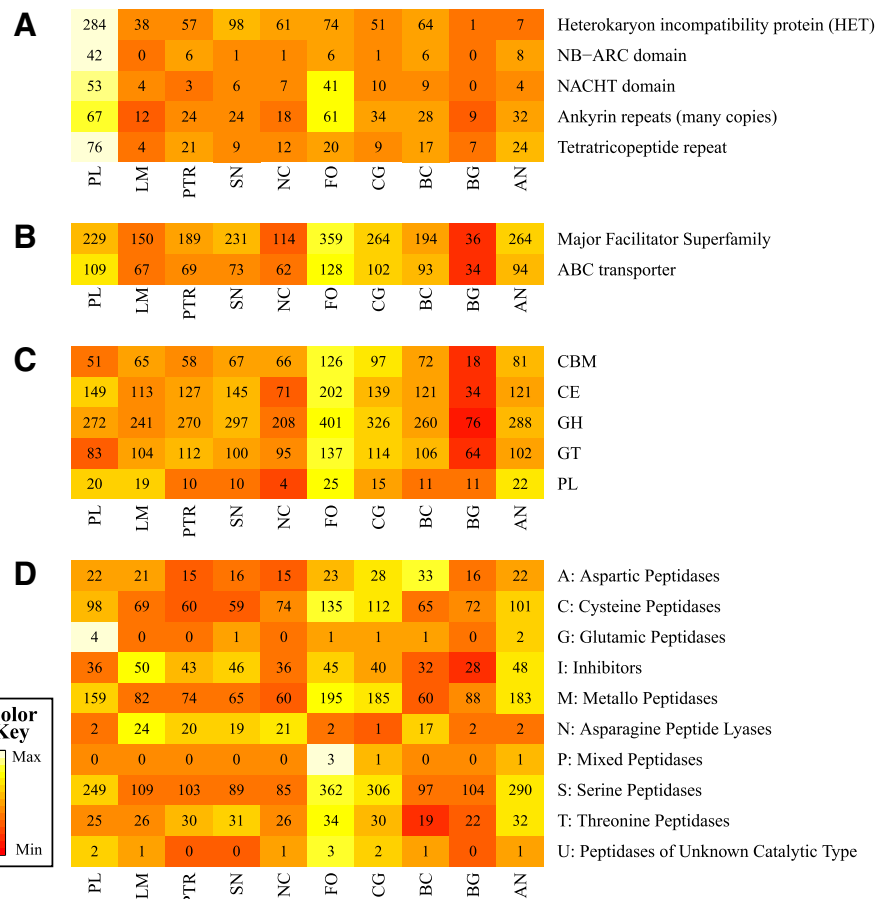 A
284 38 57 98 61 74 51 64 1 7 Heterokaryon incompatibility protein (HET)
42 0 6 1 1 6 1 6 0 8 NB−ARC domain
53 4 3 6 7 41 10 9 0 4 NACHT domain
67 12 24 24 18 61 34 28 9 32 Ankyrin repeats (many copies)
76 4 21 9 12 20 9 17 7 24 Tetratricopeptide repeat
PL LM PTR SN NC FO CG BC BG AN
B
229 150 189 231 114 359 264 194 36 264 Major Facilitator Superfamily
109 67 69 73 62 128 102 93 34 94 ABC transporter
PL LM PTR SN NC FO CG BC BG AN
C
51 65 58 67 66 126 97 72 18 81 CBM
149 113 127 145 71 202 139 121 34 121 CE
272 241 270 297 208 401 326 260 76 288 GH
83 104 112 100 95 137 114 106 64 102 GT
20 19 10 10 4 25 15 11 11 22 PL
PL LM PTR SN NC FO CG BC BG AN
D
22 21 15 16 15 23 28 33 16 22 A: Aspartic Peptidases
98 69 60 59 74 135 112 65 72 101 C: Cysteine Peptidases
4 0 0 1 0 1 1 1 0 2 G: Glutamic Peptidases
36 50 43 46 36 45 40 32 28 48 I: Inhibitors
159 82 74 65 60 195 185 60 88 183 M: Metallo Peptidases
2 24 20 19 21 2 1 17 2 2 N: Asparagine Peptide Lyases
0 0 0 0 0 3 1 0 0 1 P: Mixed Peptidases
249 109 103 89 85 362 306 97 104 290 S: Serine Peptidases
25 26 30 31 26 34 30 19 22 32 T: Threonine Peptidases
2 1 0 0 1 3 2 1 0 1 U: Peptidases of Unknown Catalytic Type
PL LM PTR SN NC FO CG BC BG AN
olor
Key
Max
Min